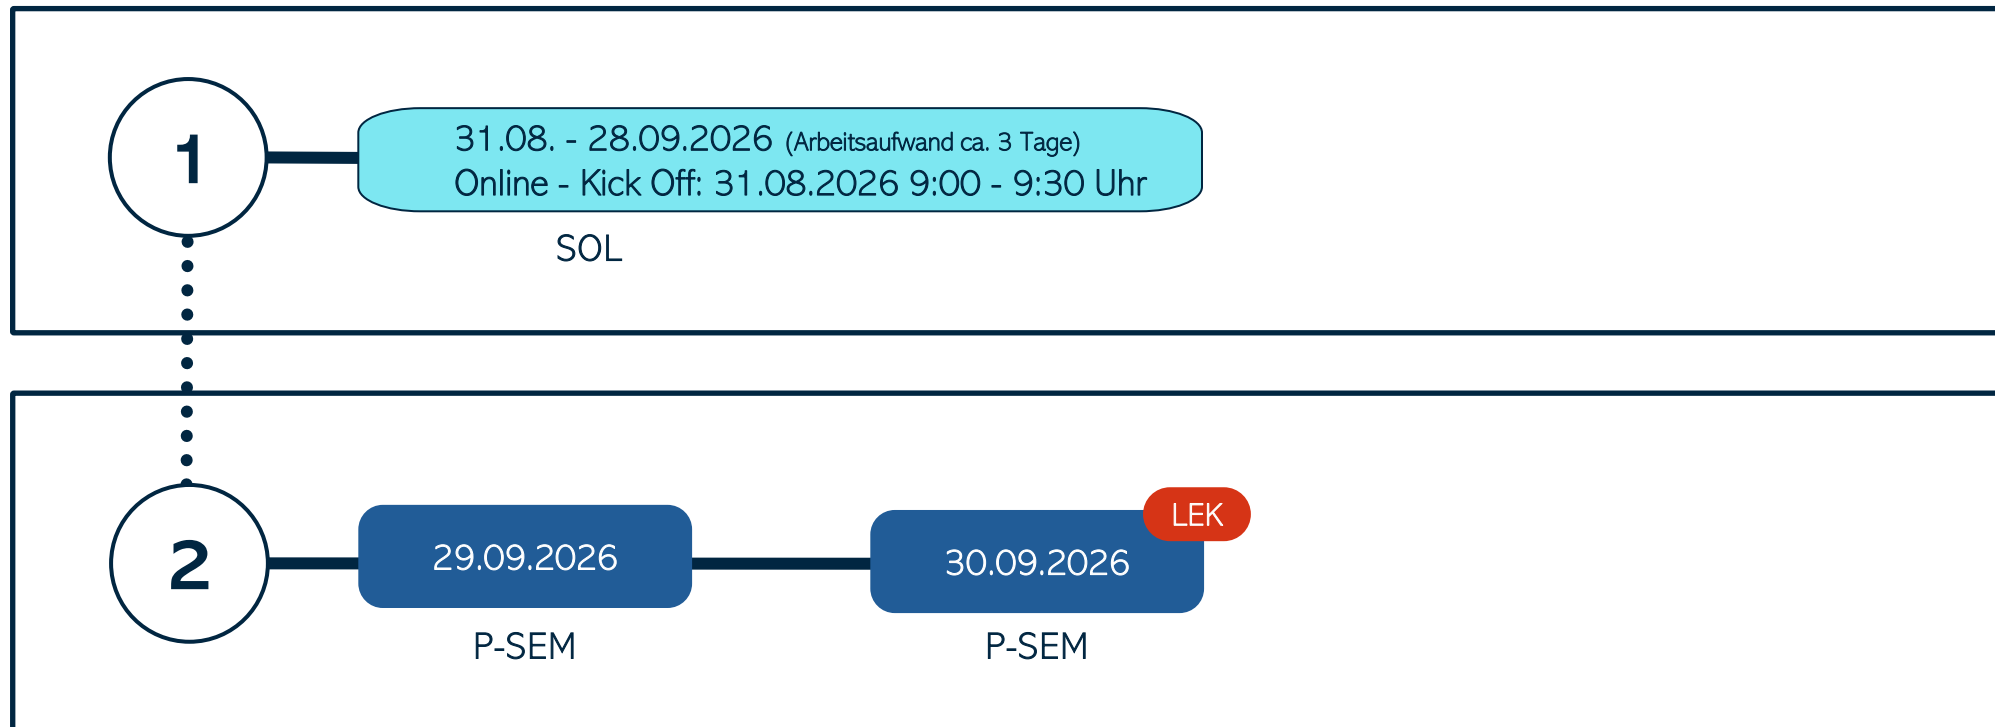 1
31.08. - 28.09.2026 (Arbeitsaufwand ca. 3 Tage)
Online - Kick Off: 31.08.2026 9:00 - 9:30 Uhr
SOL
2
29.09.2026
P-SEM
LEK
30.09.2026
P-SEM